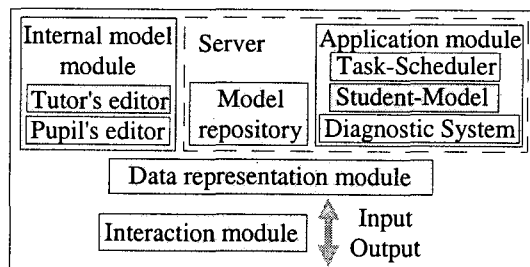 Internal model
module
Tutor's editor
Pupil's editor
Server
Model
repository
Application module
Task-Scheduler
Student-Model
Diagnostic System
Data representation module
Interaction module
Input
Output